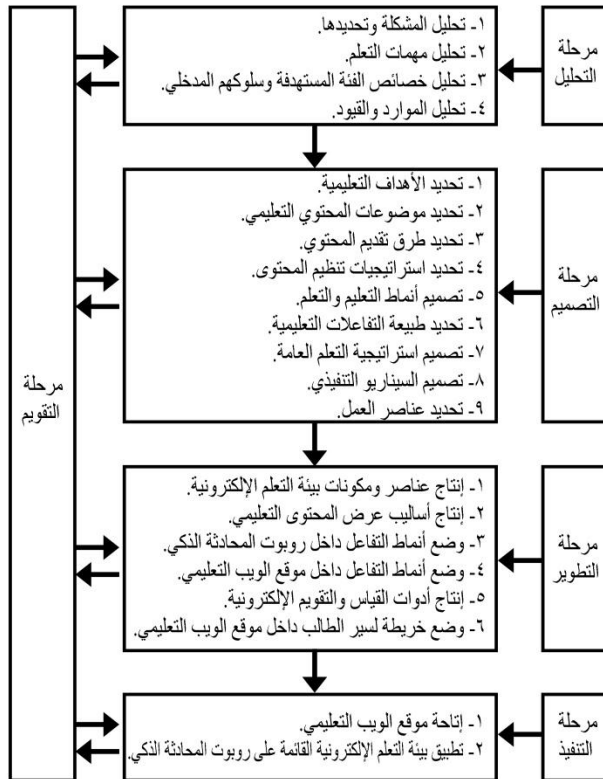 مرحلة
التحليل
١- تحليل المشكلة وتحديدها.
٢- تحليل مهمات التعلم.
٣- تحليل خصائص الفئة المستهدفة وسلوكهم المدخلي.
٤- تحليل الموارد والقيود.
مرحلة
التصميم
١- تحديد الأهداف التعليمية.
٢- تحديد موضوعات المحتوي التعليمي.
٣- تحديد طرق تقديم المحتوي.
٤- تحديد استراتيجيات تنظيم المحتوى.
٥- تصميم أنماط التعليم والتعلم.
٦- تحديد طبيعة التفاعلات التعليمية.
٧- تصميم استراتيجية التعلم العامة.
٨- تصميم السيناريو التنفيذي.
٩- تحديد عناصر العمل.
مرحلة
التطوير
١- إنتاج عناصر ومكونات بيئة التعلم الإلكترونية.
٢- إنتاج أساليب عرض المحتوى التعليمي.
٣- وضع أنماط التفاعل داخل روبوت المحادثة الذكي.
٤- وضع أنماط التفاعل داخل موقع الويب التعليمي.
٥- إنتاج أدوات القياس والتقويم الإلكترونية.
٦- وضع خريطة لسير الطالب داخل موقع الويب التعليمي.
مرحلة
التنفيذ
١- إتاحة موقع الويب التعليمي.
٢- تطبيق بيئة التعلم الإلكترونية القائمة على روبوت المحادثة الذكي.
مرحلة
التقويم